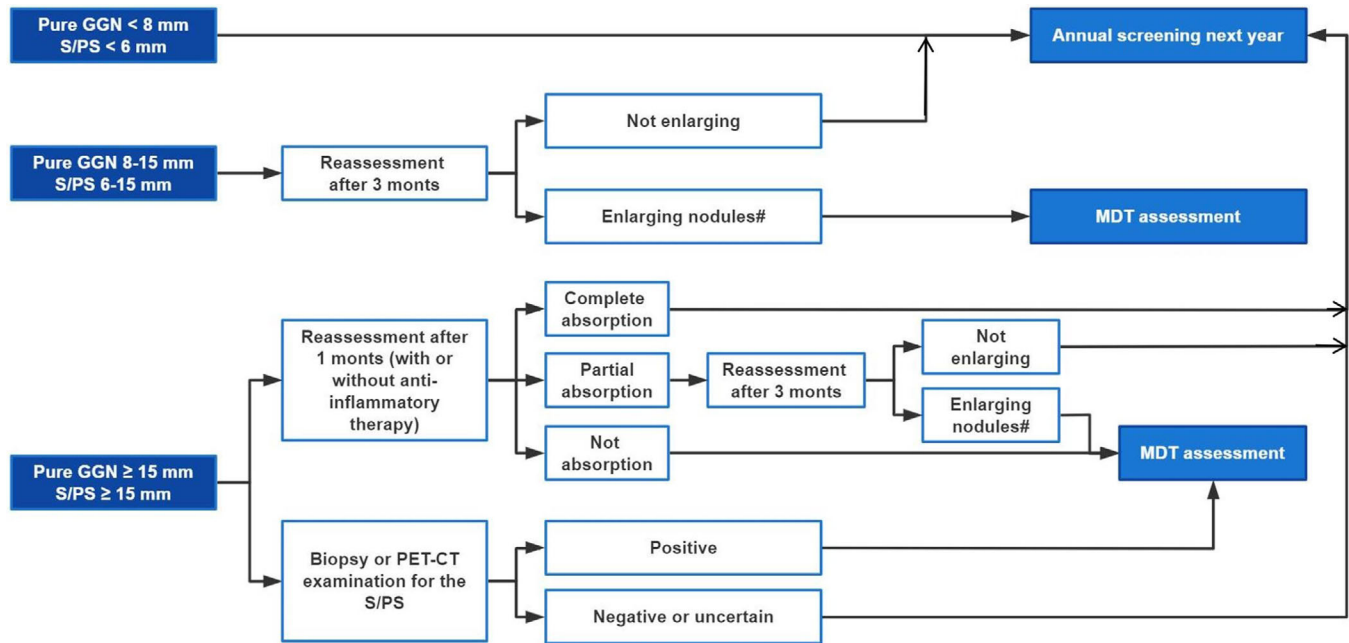 Pure GGN < 8 mm
S/PS < 6 mm
Annual screening next year
Not enlarging
Pure GGN 8-15 mm
S/PS 6-15 mm
Reassessment
after 3 monts
Enlarging nodules#
MDT assessment
Complete
absorption
Reassessment after
1 monts (with or
without anti-
inflammatory
therapy)
Partial
absorption
Reassessment
after 3 monts
Not
enlarging
Enlarging
nodules#
Not
absorption
MDT assessment
Pure GGN ≥ 15 mm
S/PS ≥ 15 mm
Biopsy or PET-CT
examination for the
S/PS
Positive
Negative or uncertain